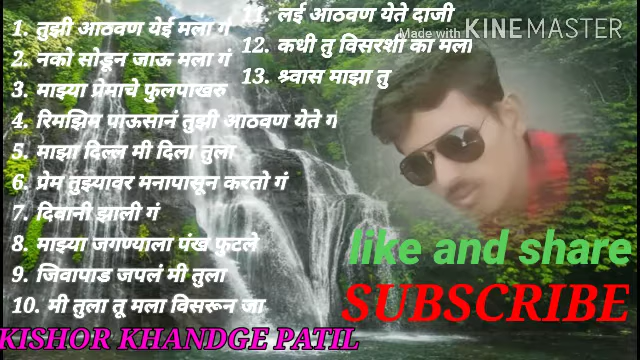 1. तुझी आठवण येई मला गं
2. नको सोडून जाऊ मला गं
3. माझ्या प्रेमाचे फुलपाखरु
4. रिमझिम पाऊसानं तुझी आठवण येते गं
5. माझा दिल्ल मी दिला तुला
6. प्रेम तुझ्यावर मनापासून करतो गं
7. दिवानी झाली गं
8. माझ्या जगण्याला पंख फुटले
9. जिवापाड जपलं मी तुला
10. मी तुला तू मला विसरून जा
11. लई आठवण येते दाजी
12. कधी तु विसरशी का मला
13. श्वास माझा तु
Made with KINEMASTER
like and share
SUBSCRIBE
KISHOR KHANDGE PATIL